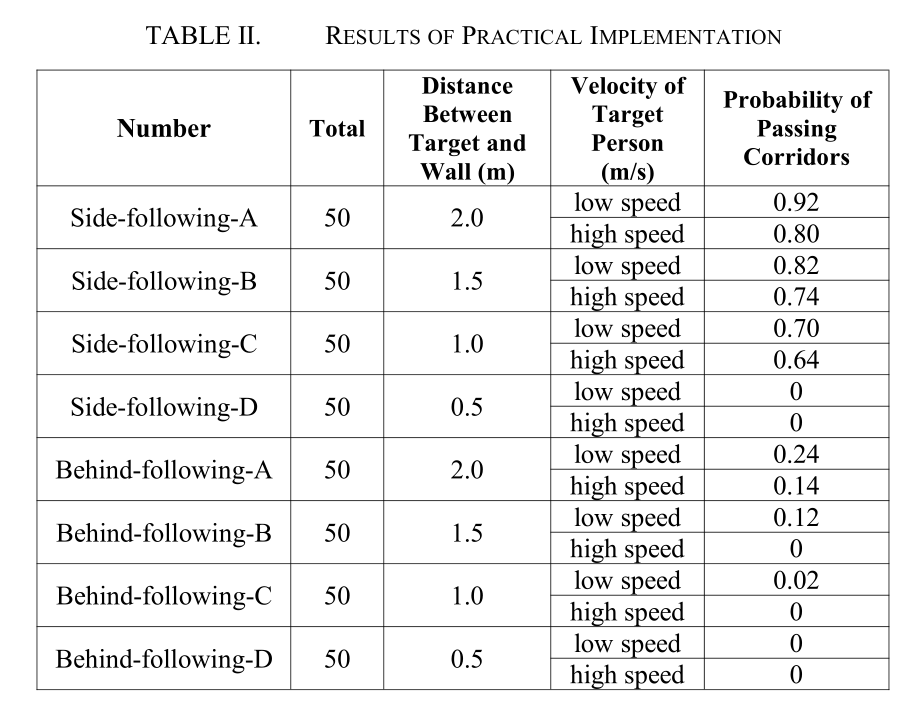 TABLE II. RESULTS OF PRACTICAL IMPLEMENTATION
Number Total Distance Between Target and Wall (m) Velocity of Target Person (m/s) Probability of Passing Corridors
Side-following-A 50 2.0 low speed 0.92
high speed 0.80
Side-following-B 50 1.5 low speed 0.82
high speed 0.74
Side-following-C 50 1.0 low speed 0.70
high speed 0.64
Side-following-D 50 0.5 low speed 0
high speed 0
Behind-following-A 50 2.0 low speed 0.24
high speed 0.14
Behind-following-B 50 1.5 low speed 0.12
high speed 0
Behind-following-C 50 1.0 low speed 0.02
high speed 0
Behind-following-D 50 0.5 low speed 0
high speed 0